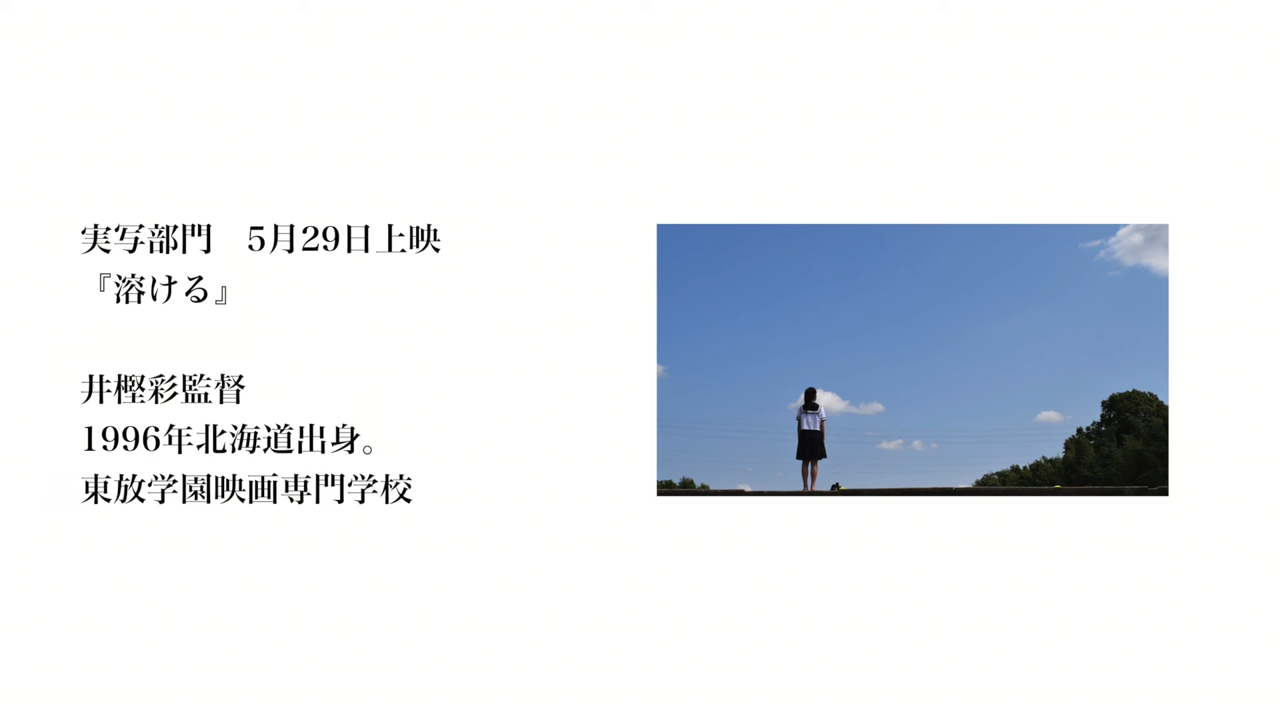 実写部門　5月29日上映
『溶ける』
井樫彩監督
1996年北海道出身。
東放学園映画専門学校